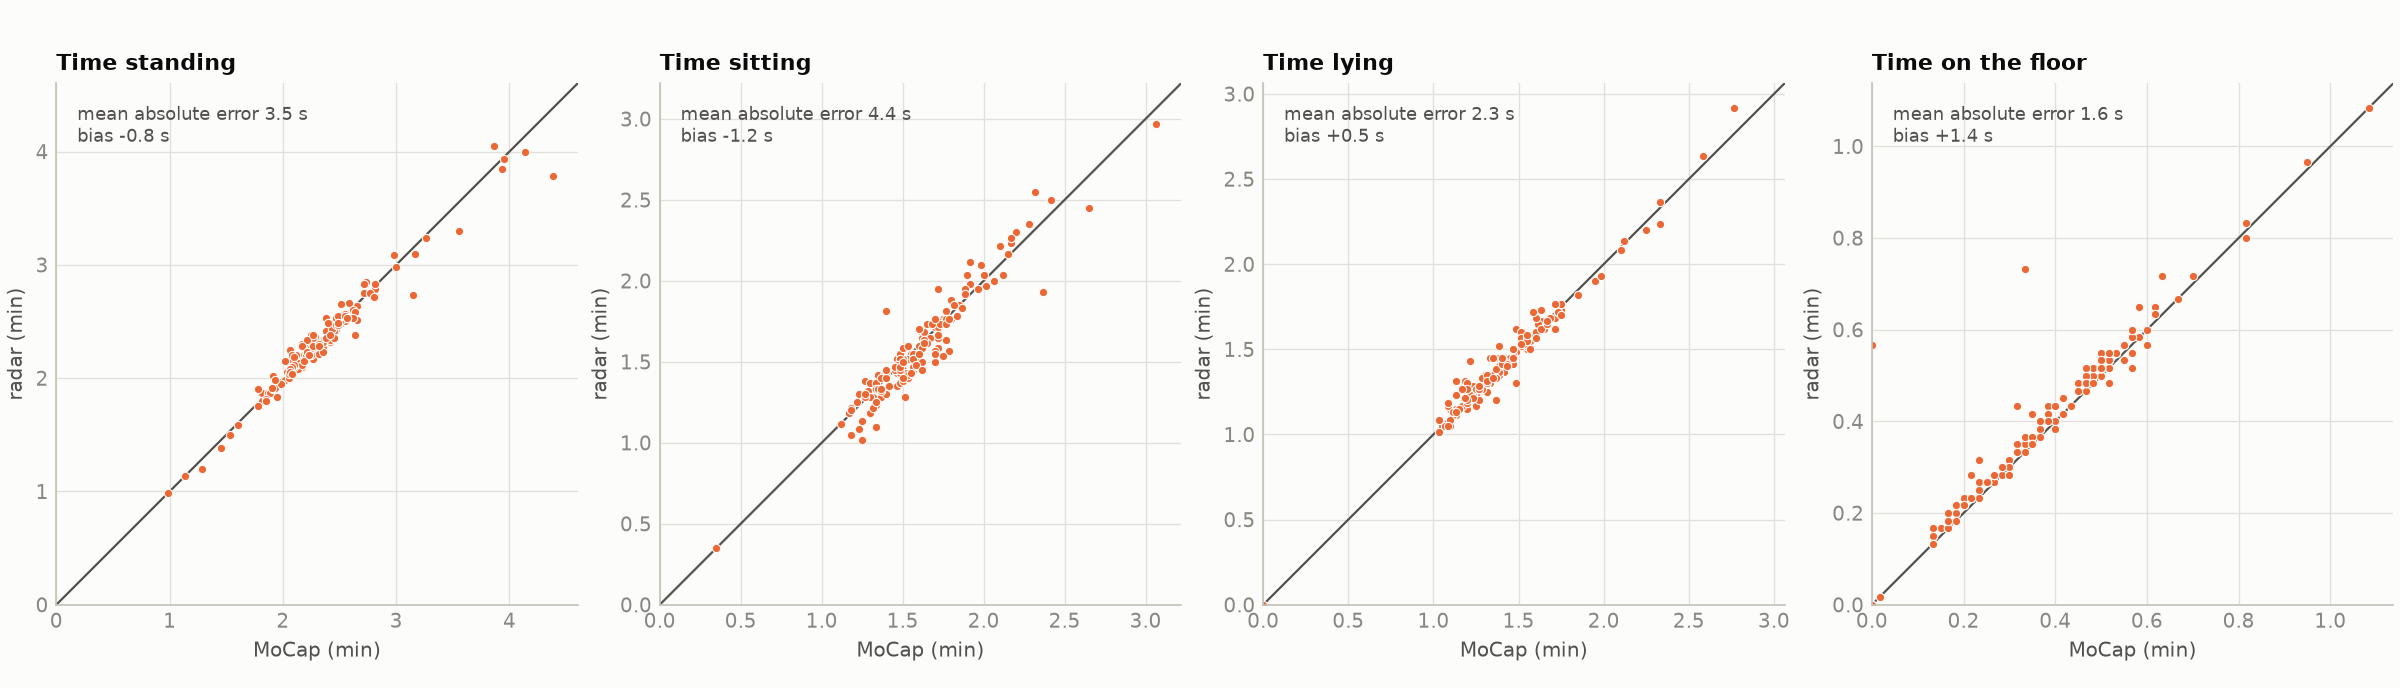 Time standing
mean absolute error 3.5 s
bias -0.8 s
4
3
2
1
0
0 1 2 3 4
radar (min)
MoCap (min)
Time sitting
mean absolute error 4.4 s
bias -1.2 s
3.0
2.5
2.0
1.5
1.0
0.5
0.0
0.0 0.5 1.0 1.5 2.0 2.5 3.0
radar (min)
MoCap (min)
Time lying
mean absolute error 2.3 s
bias +0.5 s
3.0
2.5
2.0
1.5
1.0
0.5
0.0
0.0 0.5 1.0 1.5 2.0 2.5 3.0
radar (min)
MoCap (min)
Time on the floor
mean absolute error 1.6 s
bias +1.4 s
1.0
0.8
0.6
0.4
0.2
0.0
0.0 0.2 0.4 0.6 0.8 1.0
radar (min)
MoCap (min)